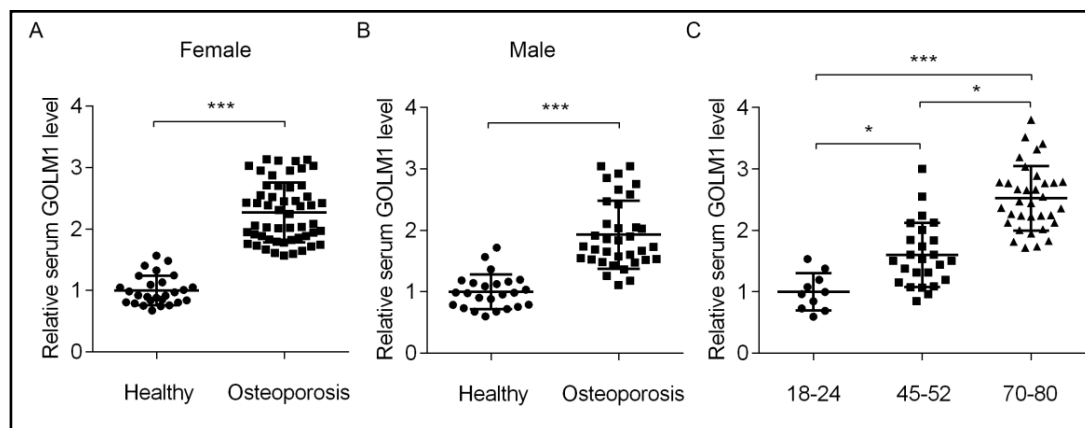 A
Female
Relative serum GOLM1 level
4
3
2
1
0
***
Healthy Osteoporosis
B
Male
Relative serum GOLM1 level
4
3
2
1
0
***
Healthy Osteoporosis
C
Relative serum GOLM1 level
4
3
2
1
0
***
*
*
18-24 45-52 70-80